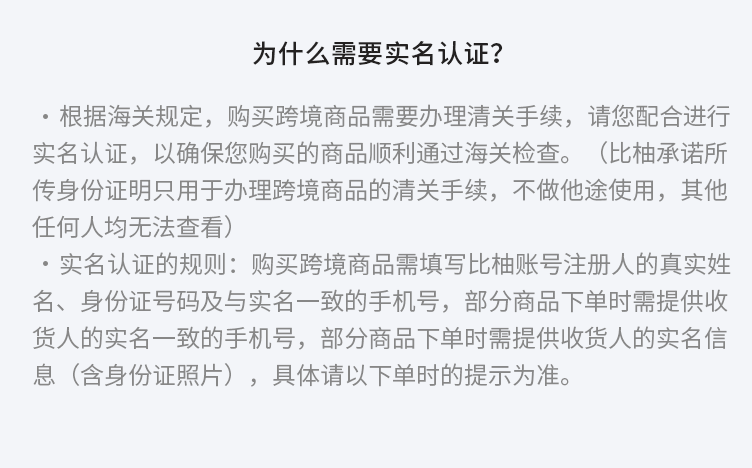 为什么需要实名认证？
・根据海关规定，购买跨境商品需要办理清关手续，请您配合进行
实名认证，以确保您购买的商品顺利通过海关检查。（比柚承诺所
传身份证明只用于办理跨境商品的清关手续，不做他途使用，其他
任何人均无法查看）
・实名认证的规则：购买跨境商品需填写比柚账号注册人的真实姓
名、身份证号码及与实名一致的手机号，部分商品下单时需提供收
货人的实名一致的手机号，部分商品下单时需提供收货人的实名信
息（含身份证照片），具体请以下单时的提示为准。